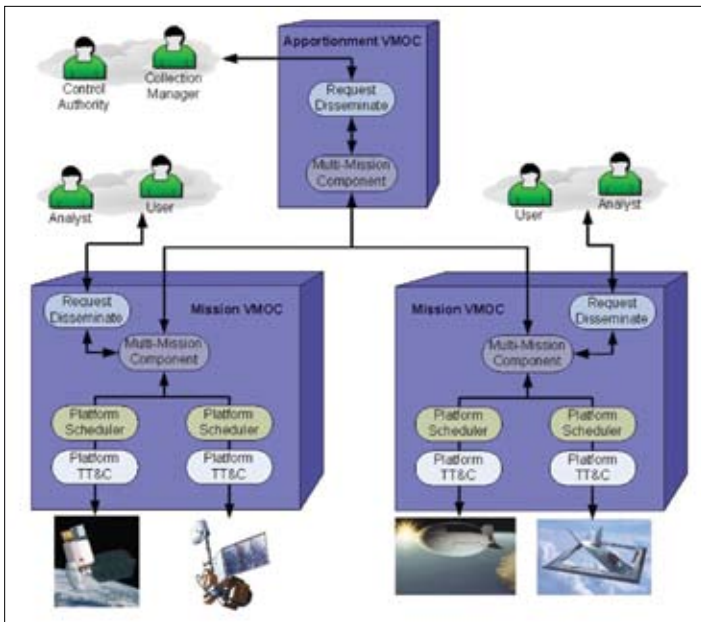 Apportionment VMOC
Control
Authority
Collection
Manager
Request
Disseminate
Multi-Mission
Component
Analyst
User
User
Analyst
Request
Disseminate
Mission VMOC
Multi-Mission
Component
Platform
Scheduler
Platform
Scheduler
Platform
TT&C
Platform
TT&C
Mission VMOC
Request
Disseminate
Multi-Mission
Component
Platform
Scheduler
Platform
Scheduler
Platform
TT&C
Platform
TT&C